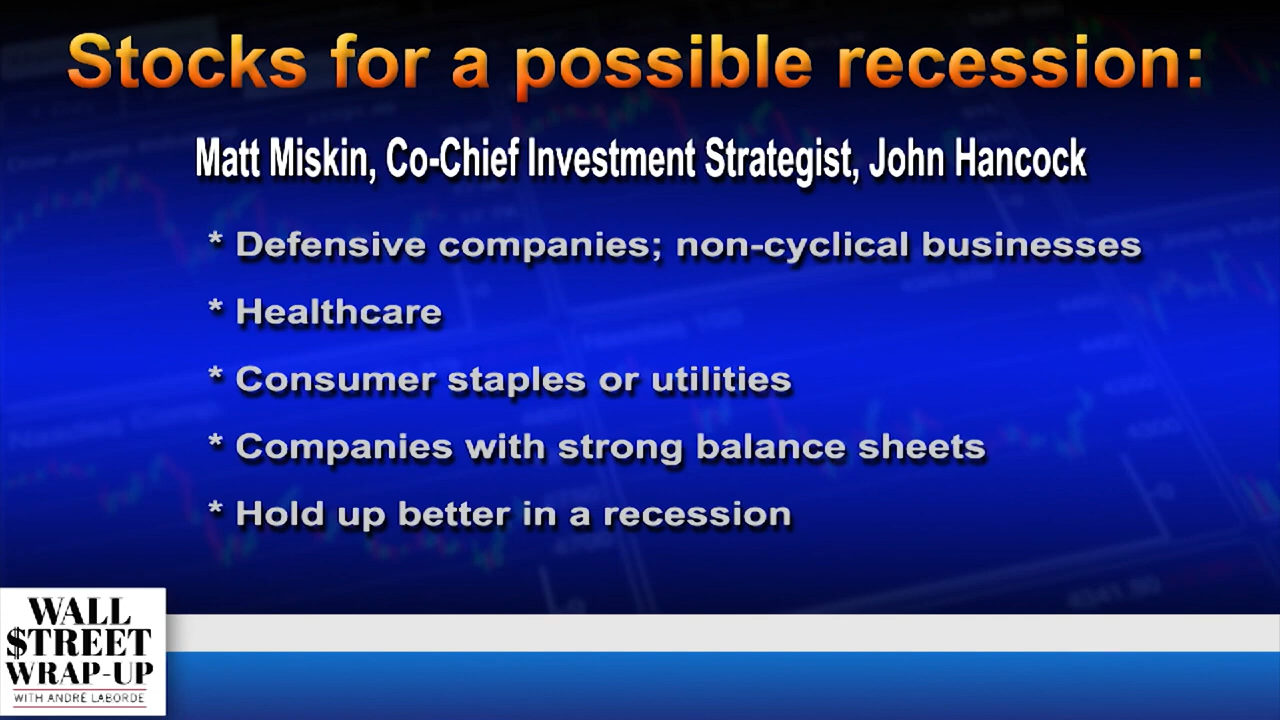 Stocks for a possible recession:
Matt Miskin, Co-Chief Investment Strategist, John Hancock
* Defensive companies; non-cyclical businesses
* Healthcare
* Consumer staples or utilities
* Companies with strong balance sheets
* Hold up better in a recession
WALL
$TREET
WRAP-UP
WITH ANDRÉ LABORDE